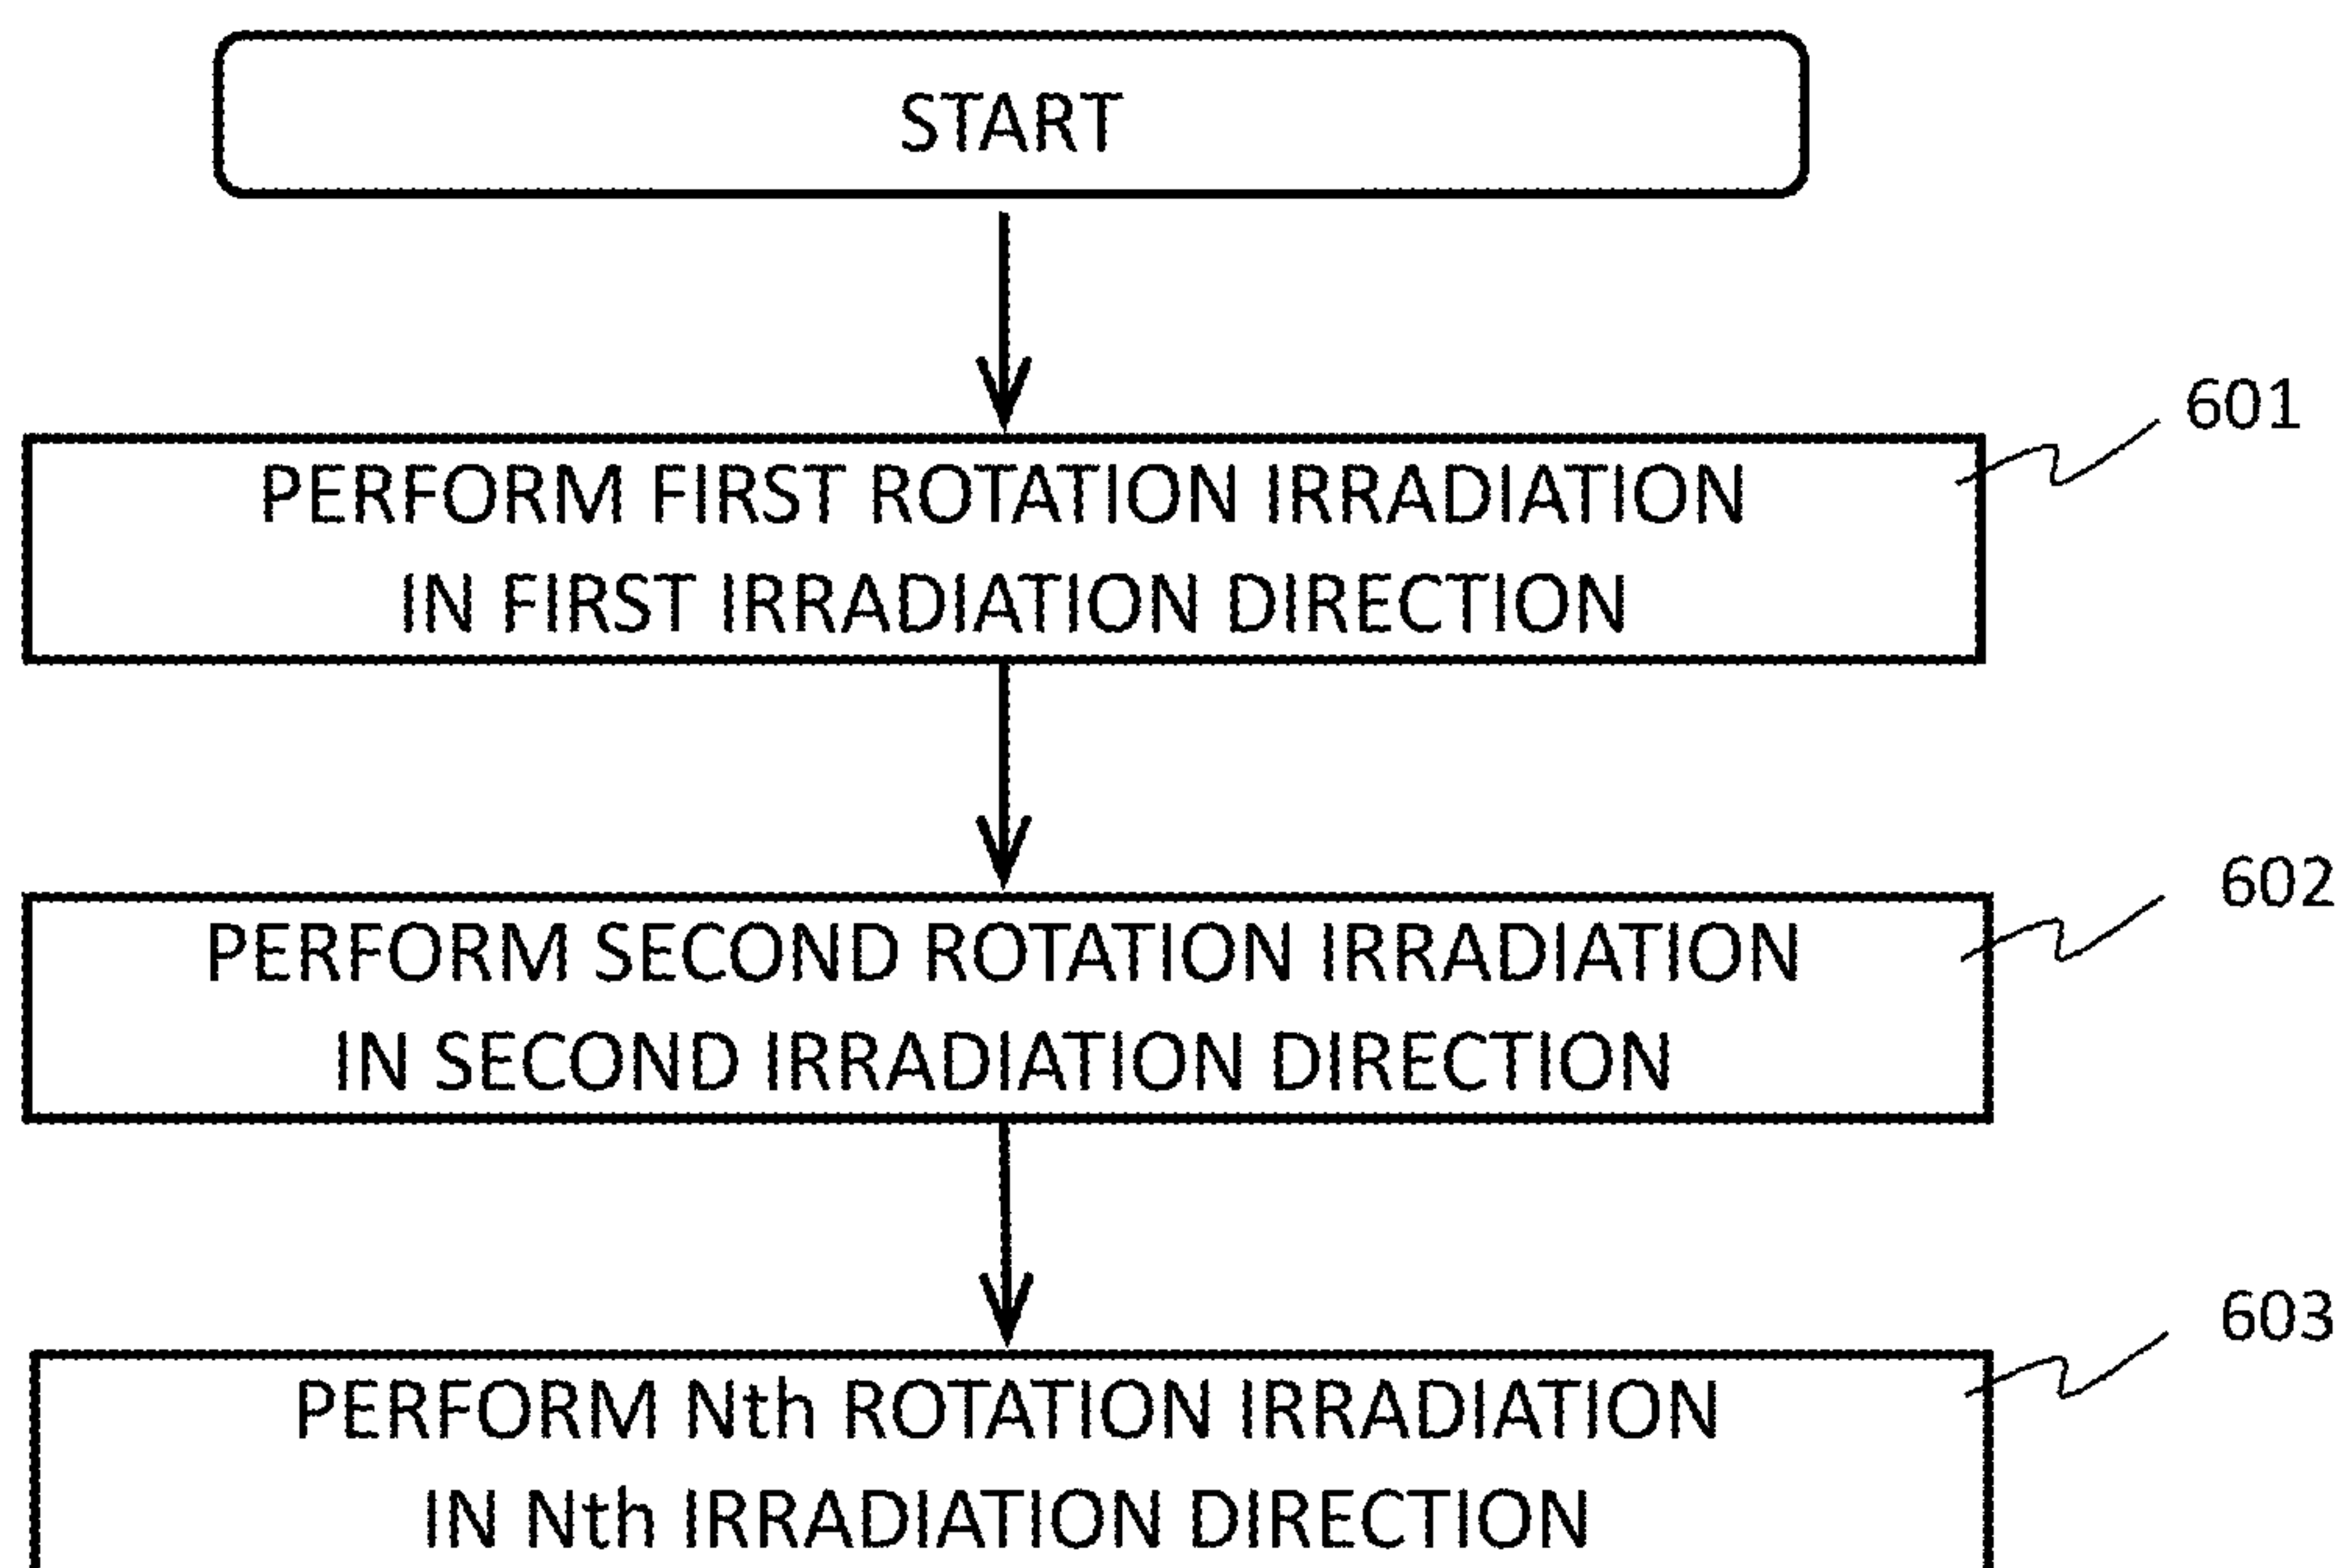 START
601
PERFORM FIRST ROTATION IRRADIATION
IN FIRST IRRADIATION DIRECTION
602
PERFORM SECOND ROTATION IRRADIATION
IN SECOND IRRADIATION DIRECTION
603
PERFORM Nth ROTATION IRRADIATION
IN Nth IRRADIATION DIRECTION